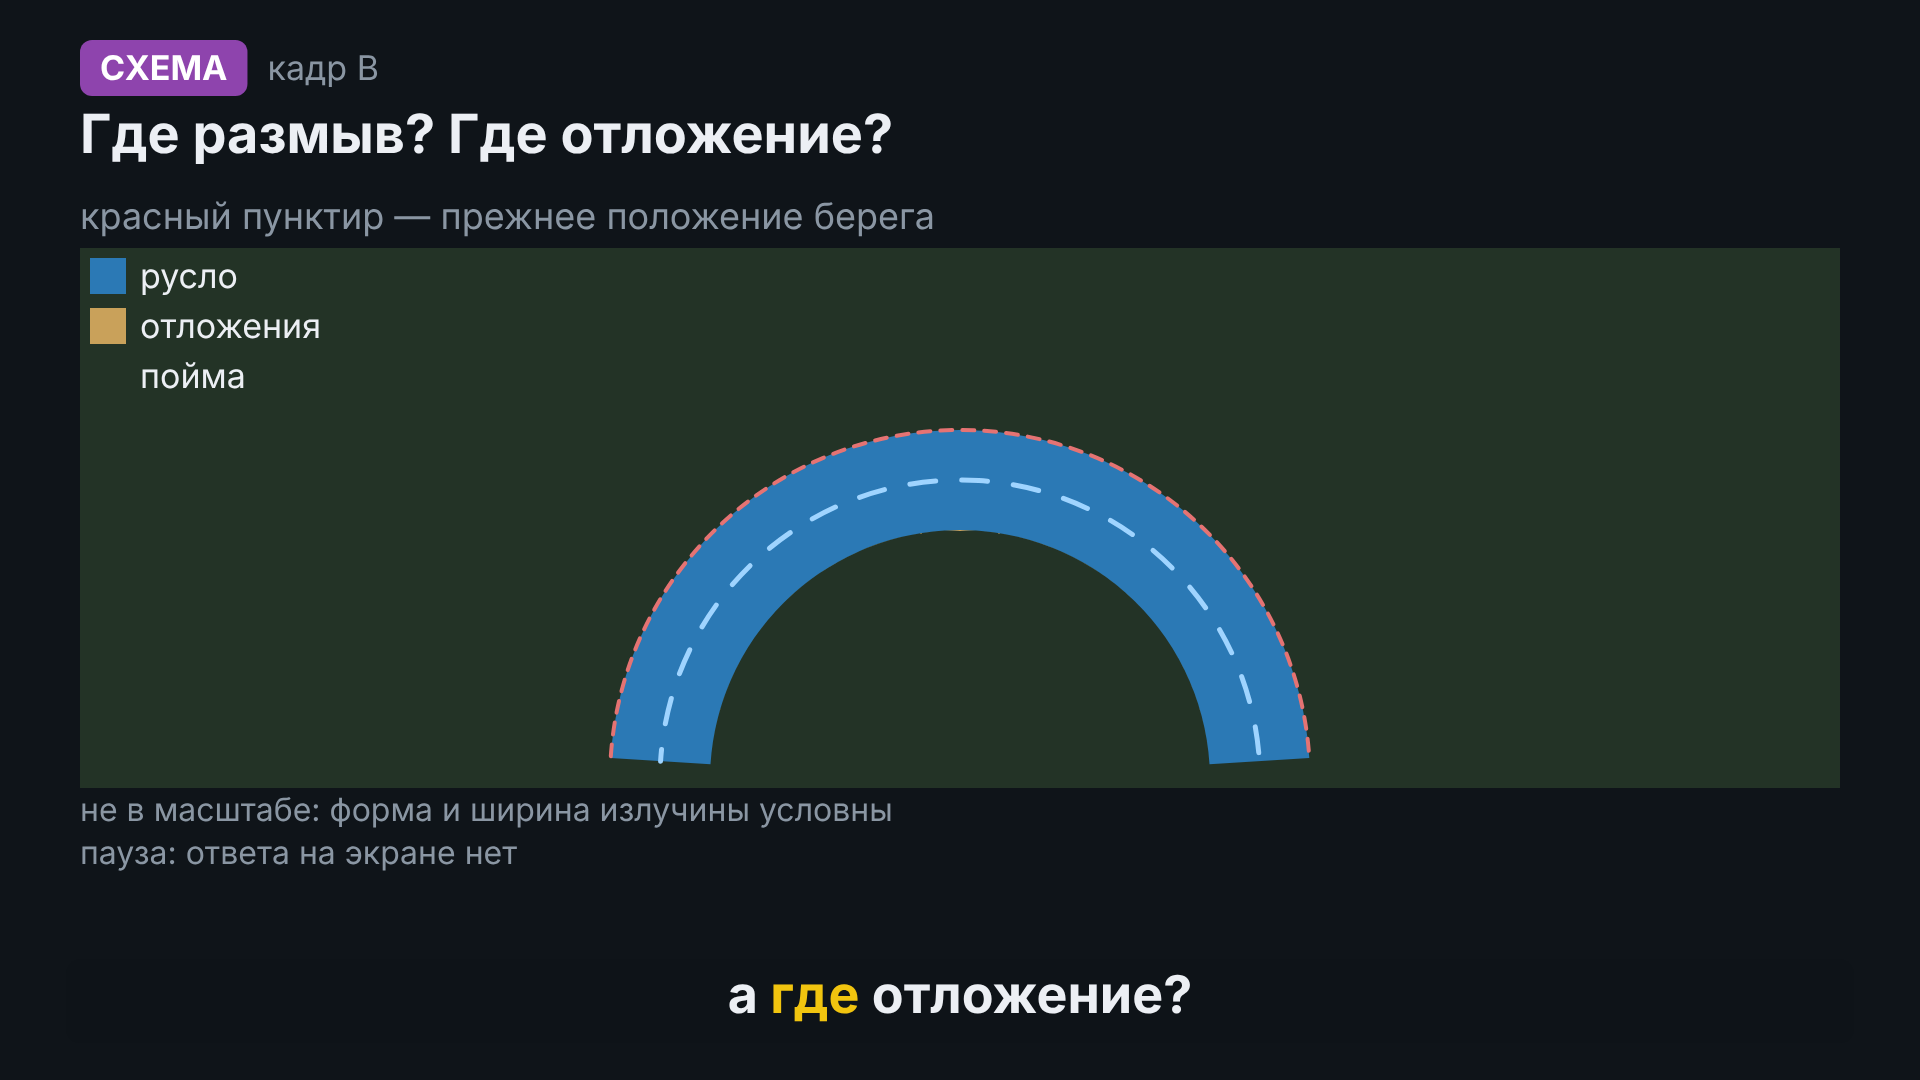 СХЕМА кадр В
Где размыв? Где отложение?
красный пунктир — прежнее положение берега
русло
отложения
пойма
не в масштабе: форма и ширина излучины условны
пауза: ответа на экране нет
а где отложение?